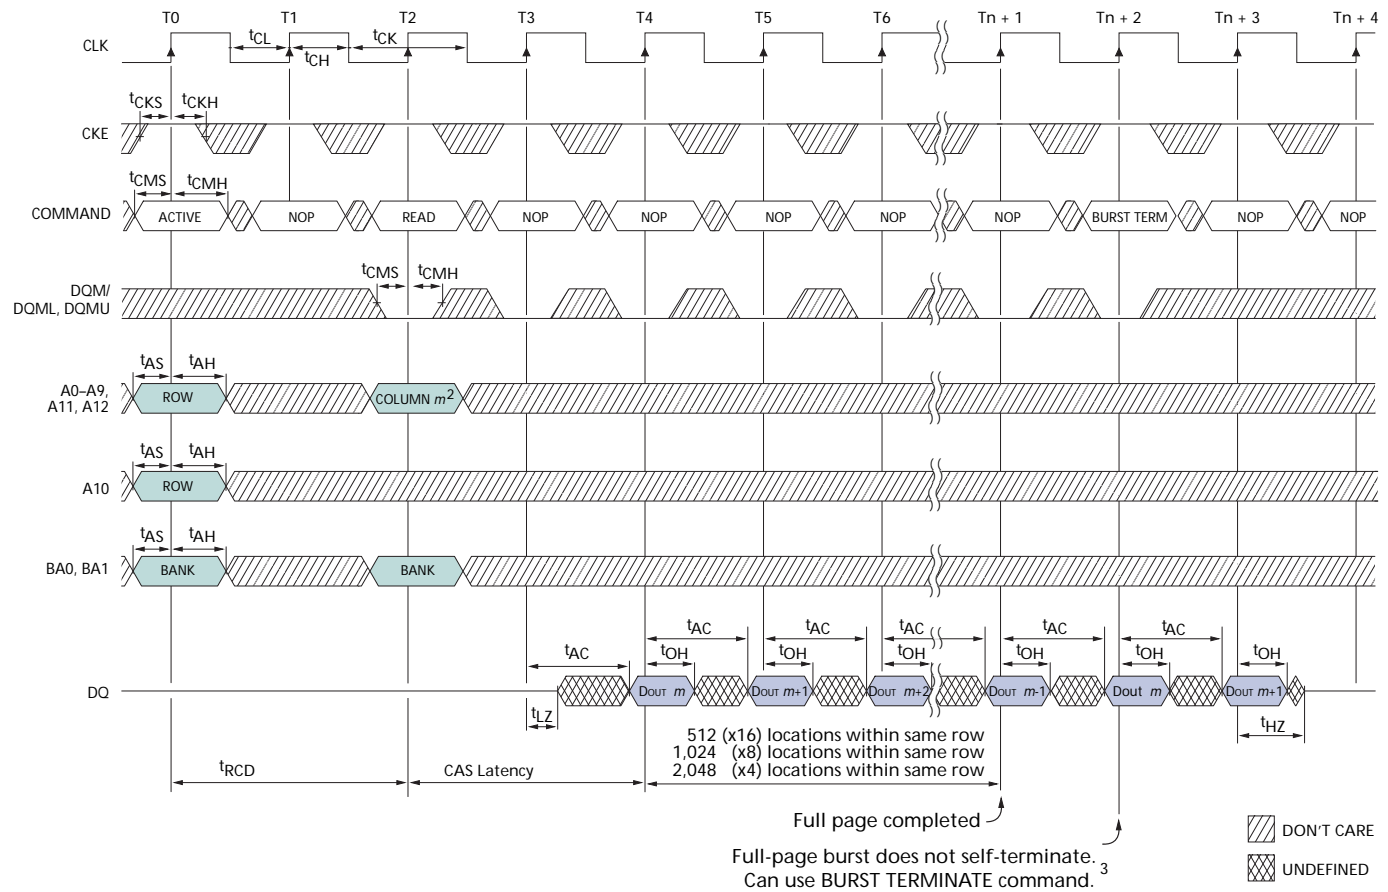 T0 T1 T2 T3 T4 T5 T6 Tn + 1 Tn + 2 Tn + 3 Tn + 4
CLK
tCL tCK
tCH
tCKS tCKH
CKE
tCMS tCMH
COMMAND ACTIVE NOP READ NOP NOP NOP NOP NOP BURST TERM NOP NOP
tCMS tCMH
DQM/
DQML, DQMU
tAS tAH
A0–A9,
A11, A12
ROW COLUMN m2
tAS tAH
A10 ROW
tAS tAH
BA0, BA1 BANK BANK
tAC tAC tAC tAC tAC
tAC tOH tOH tOH tOH tOH tOH
DQ DOUT m DOUT m+1 DOUT m+2 DOUT m-1 Dout m DOUT m+1
tLZ tHZ
512 (x16) locations within same row
1,024 (x8) locations within same row
2,048 (x4) locations within same row
tRCD CAS Latency
Full page completed
Full-page burst does not self-terminate.
Can use BURST TERMINATE command. 3
DON'T CARE
UNDEFINED